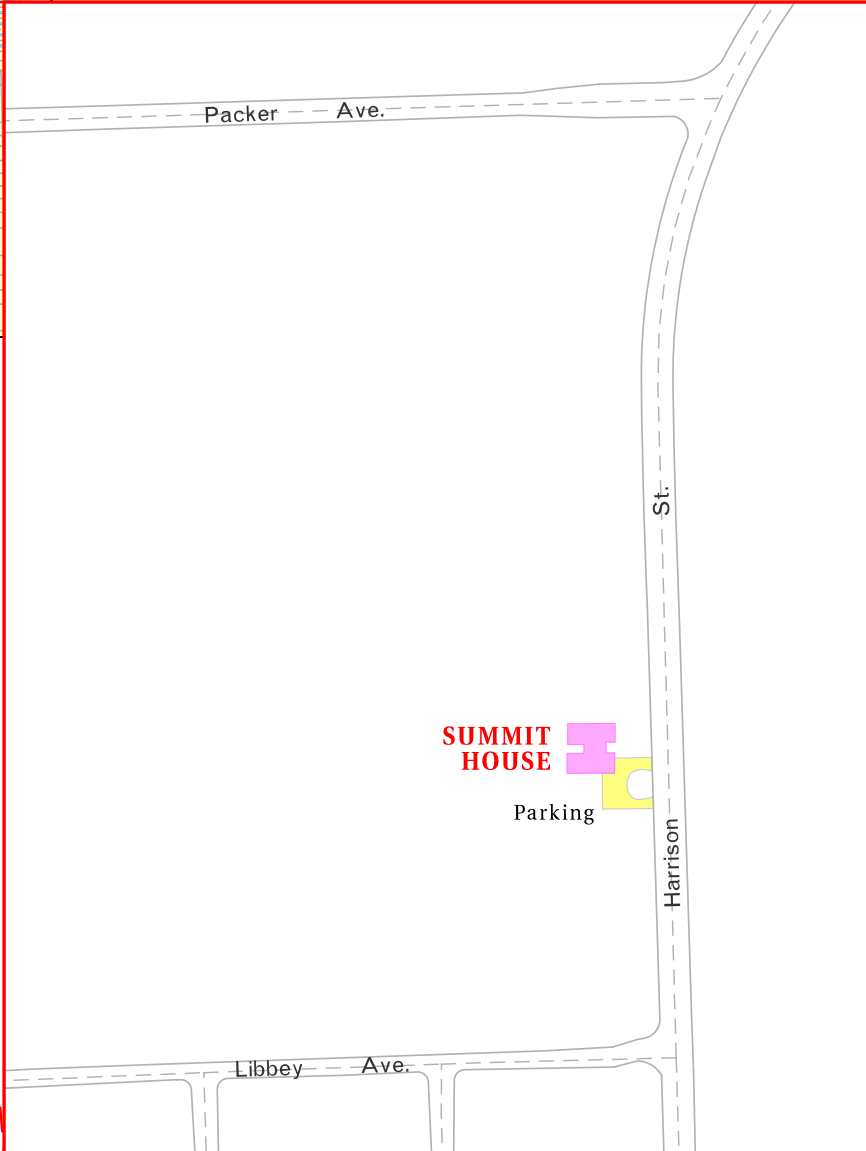 Packer Ave.
St.
SUMMIT
HOUSE
Parking
Harrison
Libbey Ave.